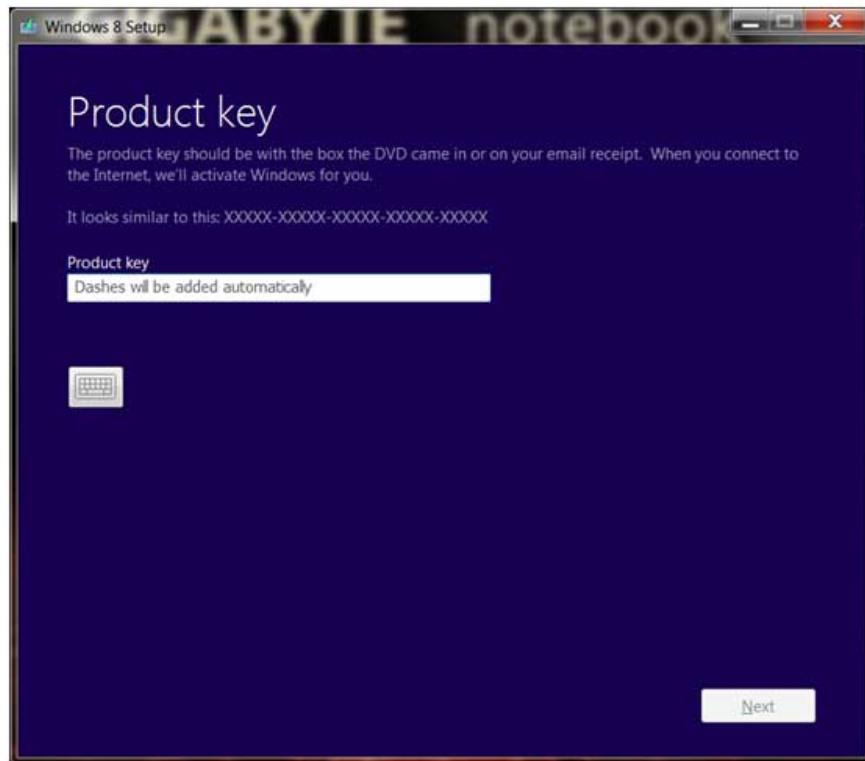 GIGABYTE notebook
Windows 8 Setup
Product key
The product key should be with the box the DVD came in or on your email receipt. When you connect to
the Internet, we'll activate Windows for you.
It looks similar to this: XXXXX-XXXXX-XXXXX-XXXXX-XXXXX
Product key
Dashes will be added automatically
Next